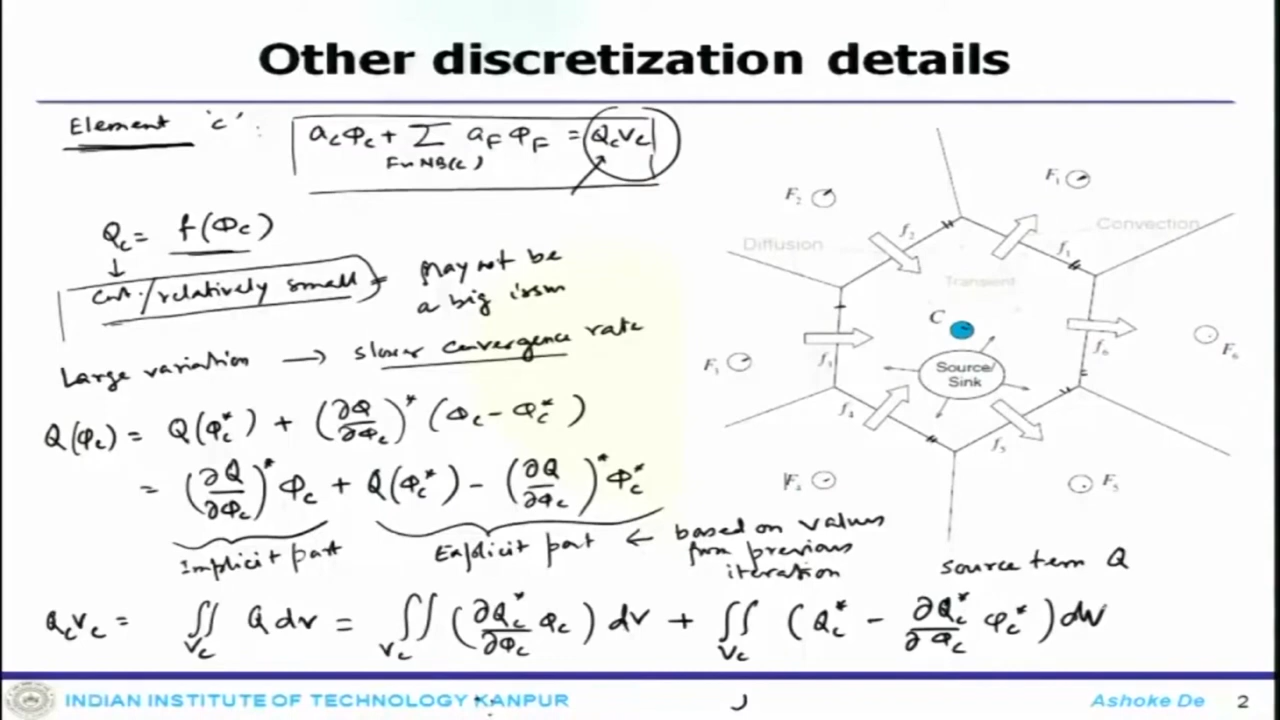 Other discretization details
Element 'c' :
a_c φ_c + Σ a_F φ_F = Q_c V_c
F~NB(c)
Q_c = f(φ_c)
cnst./relatively small
may not be
a big issue
Large variation → slower convergence rate
Q(φ_c) = Q(φ_c^*) + (∂Q/∂φ_c)^* (φ_c - φ_c^*)
= (∂Q/∂φ_c)^* φ_c + Q(φ_c^*) - (∂Q/∂φ_c)^* φ_c^*
Implicit part
Explicit part ← based on values
from previous
iteration
source term Q
Q_c V_c = ∬_{V_c} Q dv = ∬_{V_c} (∂Q_c^*/∂φ_c φ_c) dv + ∬_{V_c} (Q_c^* - ∂Q_c^*/∂φ_c φ_c^*) dv
F_2
F_1
Diffusion
Convection
f_2
f_1
Transient
C
F_3
f_3
Source/
Sink
f_6
F_6
f_4
f_5
F_4
F_5
INDIAN INSTITUTE OF TECHNOLOGY KANPUR
Ashoke De
2